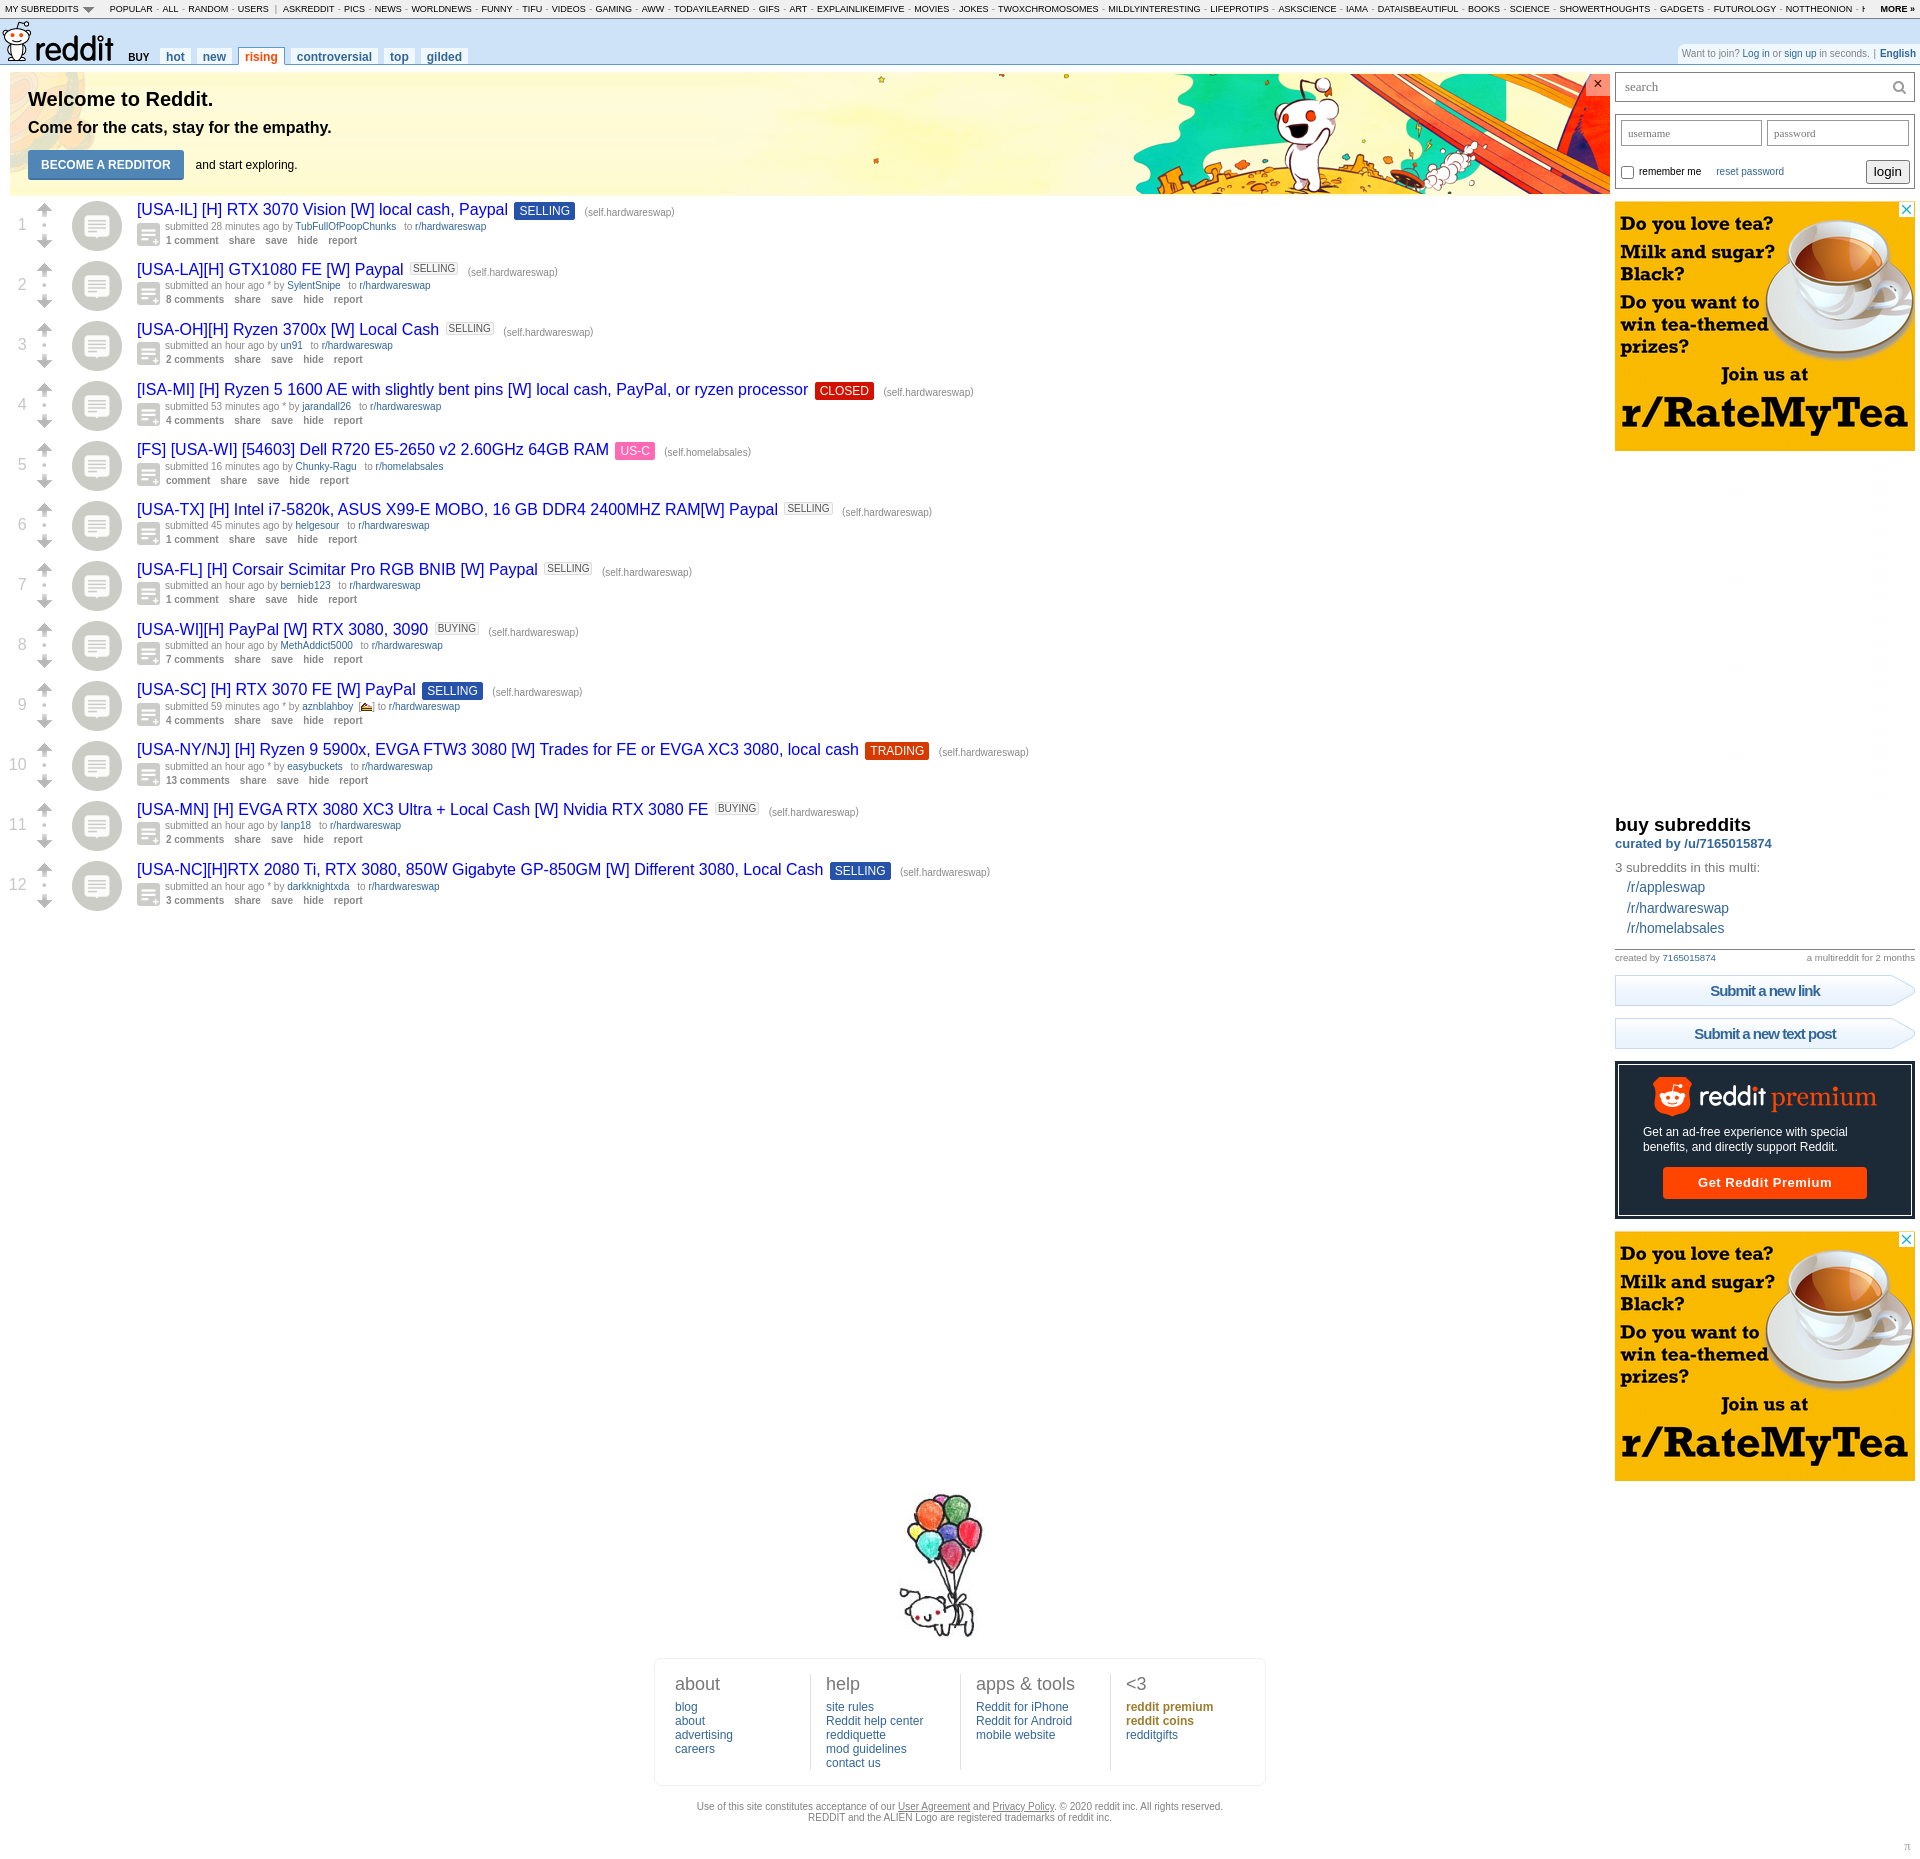 MY SUBREDDITS POPULAR - ALL - RANDOM - USERS | ASKREDDIT - PICS - NEWS - WORLDNEWS - FUNNY - TIFU - VIDEOS - GAMING - AWW - TODAYILEARNED - GIFS - ART - EXPLAINLIKEIMFIVE - MOVIES - JOKES - TWOXCHROMOSOMES - MILDLYINTERESTING - LIFEPROTIPS - ASKSCIENCE - IAMA - DATAISBEAUTIFUL - BOOKS - SCIENCE - SHOWERTHOUGHTS - GADGETS - FUTUROLOGY - NOTTHEONION - MORE »
reddit BUY hot new rising controversial top gilded
Want to join? Log in or sign up in seconds. | English
Welcome to Reddit.
Come for the cats, stay for the empathy.
BECOME A REDDITOR and start exploring.
×
1
[USA-IL] [H] RTX 3070 Vision [W] local cash, Paypal SELLING (self.hardwareswap)
submitted 28 minutes ago by TubFullOfPoopChunks to r/hardwareswap
1 comment share save hide report
2
[USA-LA][H] GTX1080 FE [W] Paypal SELLING (self.hardwareswap)
submitted an hour ago * by SylentSnipe to r/hardwareswap
8 comments share save hide report
3
[USA-OH][H] Ryzen 3700x [W] Local Cash SELLING (self.hardwareswap)
submitted an hour ago by un91 to r/hardwareswap
2 comments share save hide report
4
[ISA-MI] [H] Ryzen 5 1600 AE with slightly bent pins [W] local cash, PayPal, or ryzen processor CLOSED (self.hardwareswap)
submitted 53 minutes ago * by jarandall26 to r/hardwareswap
4 comments share save hide report
5
[FS] [USA-WI] [54603] Dell R720 E5-2650 v2 2.60GHz 64GB RAM US-C (self.homelabsales)
submitted 16 minutes ago by Chunky-Ragu to r/homelabsales
comment share save hide report
6
[USA-TX] [H] Intel i7-5820k, ASUS X99-E MOBO, 16 GB DDR4 2400MHZ RAM[W] Paypal SELLING (self.hardwareswap)
submitted 45 minutes ago by helgesour to r/hardwareswap
1 comment share save hide report
7
[USA-FL] [H] Corsair Scimitar Pro RGB BNIB [W] Paypal SELLING (self.hardwareswap)
submitted an hour ago by bernieb123 to r/hardwareswap
1 comment share save hide report
8
[USA-WI][H] PayPal [W] RTX 3080, 3090 BUYING (self.hardwareswap)
submitted an hour ago by MethAddict5000 to r/hardwareswap
7 comments share save hide report
9
[USA-SC] [H] RTX 3070 FE [W] PayPal SELLING (self.hardwareswap)
submitted 59 minutes ago * by aznblahboy [] to r/hardwareswap
4 comments share save hide report
10
[USA-NY/NJ] [H] Ryzen 9 5900x, EVGA FTW3 3080 [W] Trades for FE or EVGA XC3 3080, local cash TRADING (self.hardwareswap)
submitted an hour ago * by easybuckets to r/hardwareswap
13 comments share save hide report
11
[USA-MN] [H] EVGA RTX 3080 XC3 Ultra + Local Cash [W] Nvidia RTX 3080 FE BUYING (self.hardwareswap)
submitted an hour ago by Ianp18 to r/hardwareswap
2 comments share save hide report
12
[USA-NC][H]RTX 2080 Ti, RTX 3080, 850W Gigabyte GP-850GM [W] Different 3080, Local Cash SELLING (self.hardwareswap)
submitted an hour ago * by darkknightxda to r/hardwareswap
3 comments share save hide report
search
username password
remember me reset password login
Do you love tea?
Milk and sugar?
Black?
Do you want to
win tea-themed
prizes?
Join us at
r/RateMyTea
buy subreddits
curated by /u/7165015874
3 subreddits in this multi:
/r/appleswap
/r/hardwareswap
/r/homelabsales
created by 7165015874 a multireddit for 2 months
Submit a new link
Submit a new text post
reddit premium
Get an ad-free experience with special
benefits, and directly support Reddit.
Get Reddit Premium
Do you love tea?
Milk and sugar?
Black?
Do you want to
win tea-themed
prizes?
Join us at
r/RateMyTea
about
blog
about
advertising
careers
help
site rules
Reddit help center
reddiquette
mod guidelines
contact us
apps & tools
Reddit for iPhone
Reddit for Android
mobile website
<3
reddit premium
reddit coins
redditgifts
Use of this site constitutes acceptance of our User Agreement and Privacy Policy. © 2020 reddit inc. All rights reserved.
REDDIT and the ALIEN Logo are registered trademarks of reddit inc.
π